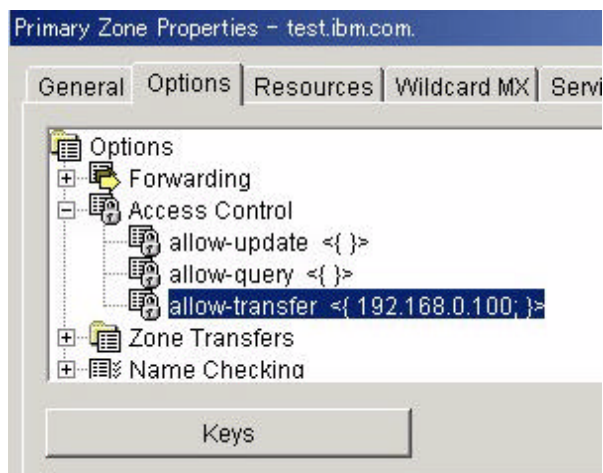 Primary Zone Properties - test.ibm.com.
General Options Resources Wildcard MX Servi
Options
Forwarding
Access Control
allow-update <{ }>
allow-query <{ }>
allow-transfer <{ 192.168.0.100; }>
Zone Transfers
Name Checking
Keys